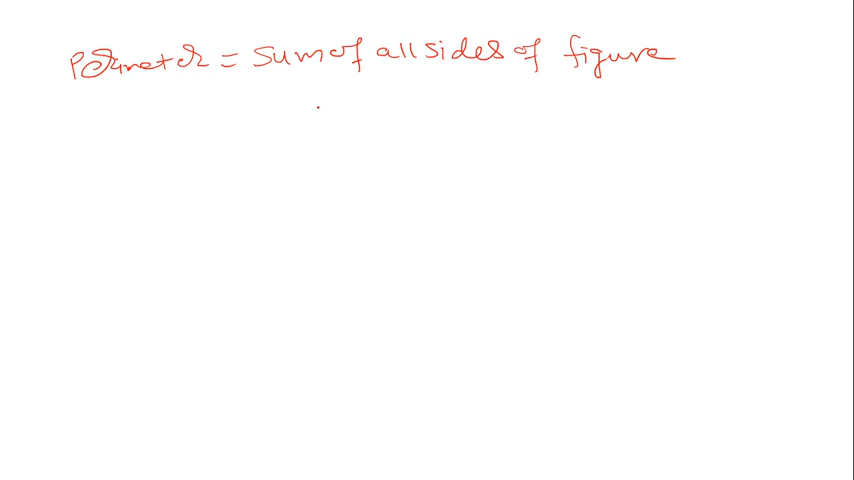 Perimeter = sum of all sides of figure